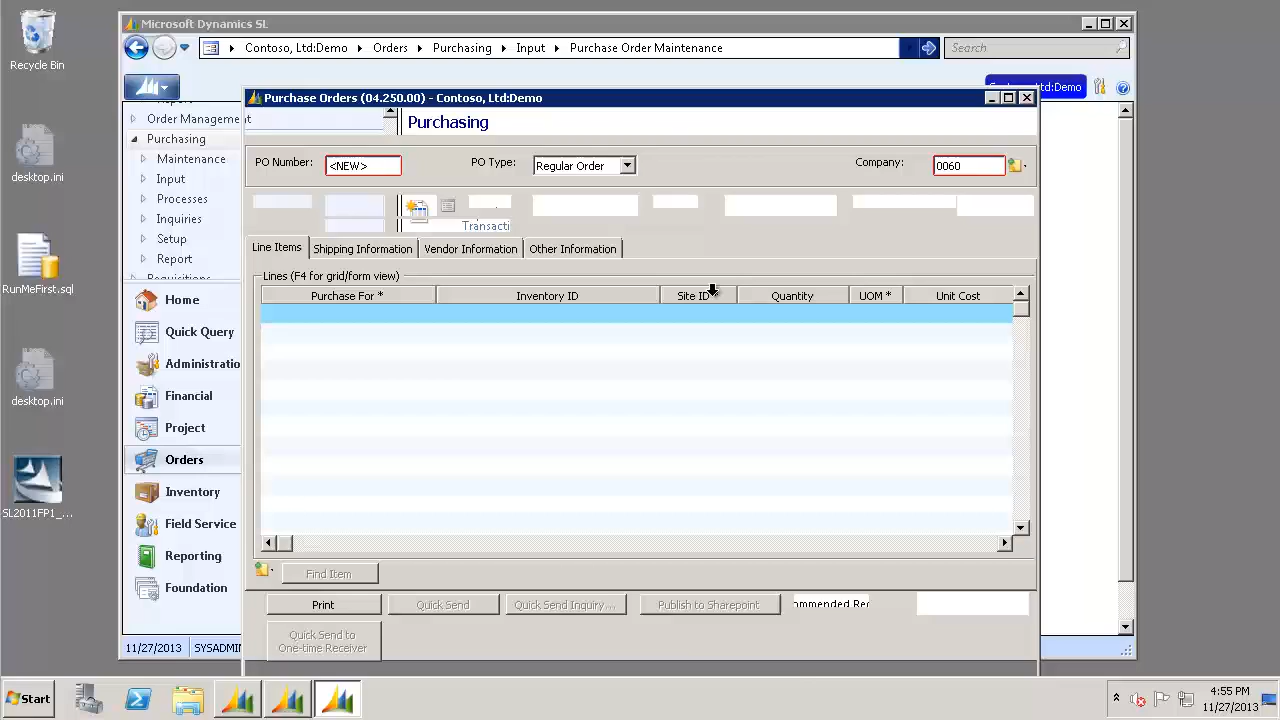 Recycle Bin
desktop.ini
RunMeFirst.sql
desktop.ini
SL2011FP1_...
Microsoft Dynamics SL
Contoso, Ltd:Demo Orders Purchasing Input Purchase Order Maintenance
Search
td:Demo
Order Management
Purchasing
Maintenance
Input
Processes
Inquiries
Setup
Report
Home
Quick Query
Administratio
Financial
Project
Orders
Inventory
Field Service
Reporting
Foundation
11/27/2013 SYSADMIN
Purchase Orders (04.250.00) - Contoso, Ltd:Demo
Purchasing
PO Number: <NEW> PO Type: Regular Order Company: 0060
Transacti
Line Items Shipping Information Vendor Information Other Information
Lines (F4 for grid/form view)
Purchase For * Inventory ID Site ID Quantity UOM * Unit Cost
Find Item
Print Quick Send Quick Send Inquiry... Publish to Sharepoint ommended Re
Quick Send to
One-time Receiver
Start
4:55 PM
11/27/2013